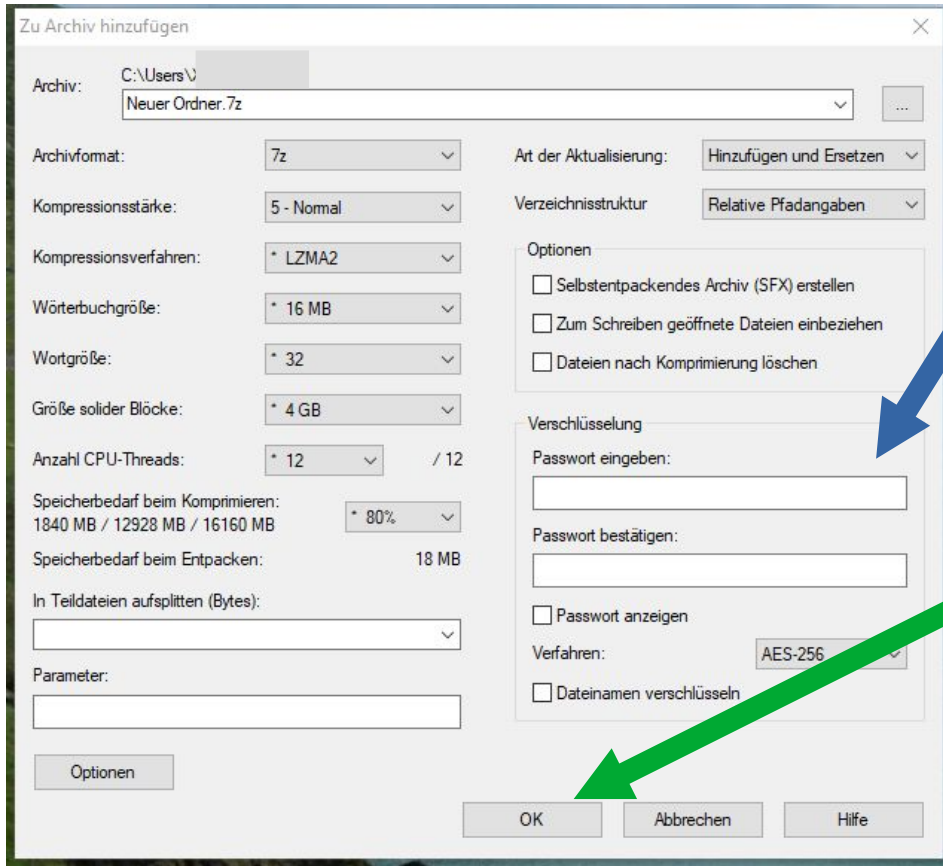 Zu Archiv hinzufügen
Archiv:
C:\Users\
Neuer Ordner.7z
...
Archivformat:
7z
Kompressionsstärke:
5 - Normal
Kompressionsverfahren:
* LZMA2
Wörterbuchgröße:
* 16 MB
Wortgröße:
* 32
Größe solider Blöcke:
* 4 GB
Anzahl CPU-Threads:
* 12
/ 12
Speicherbedarf beim Komprimieren:
1840 MB / 12928 MB / 16160 MB
* 80%
Speicherbedarf beim Entpacken:
18 MB
In Teildateien aufsplitten (Bytes):
Parameter:
Optionen
Art der Aktualisierung:
Hinzufügen und Ersetzen
Verzeichnisstruktur
Relative Pfadangaben
Optionen
Selbstentpackendes Archiv (SFX) erstellen
Zum Schreiben geöffnete Dateien einbeziehen
Dateien nach Komprimierung löschen
Verschlüsselung
Passwort eingeben:
Passwort bestätigen:
Passwort anzeigen
Verfahren:
AES-256
Dateinamen verschlüsseln
OK
Abbrechen
Hilfe